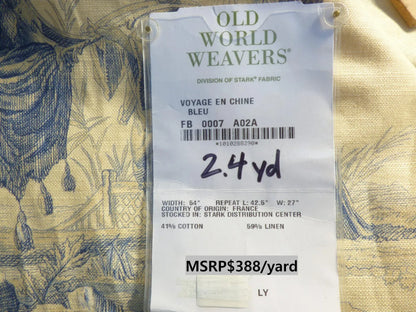 OLD
WORLD
WEAVERS®
DIVISION OF STARK® FABRIC
VOYAGE EN CHINE
BLEU
FB 0007 A02A
*1010288290*
2.4 yd
WIDTH: 54" REPEAT L: 42.5" W: 27"
COUNTRY OF ORIGIN: FRANCE
STOCKED IN: STARK DISTRIBUTION CENTER
41% COTTON 59% LINEN
MSRP$388/yard
LY